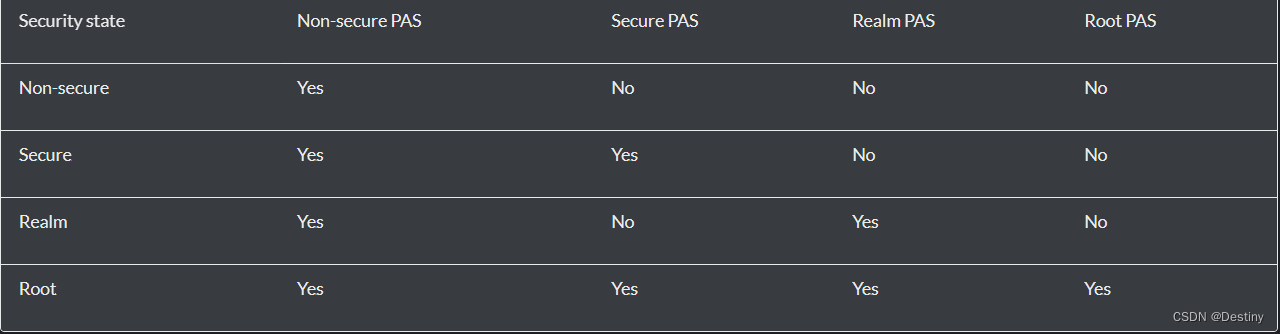 Security state Non-secure PAS Secure PAS Realm PAS Root PAS
Non-secure Yes No No No
Secure Yes Yes No No
Realm Yes No Yes No
Root Yes Yes Yes Yes
CSDN @Destiny